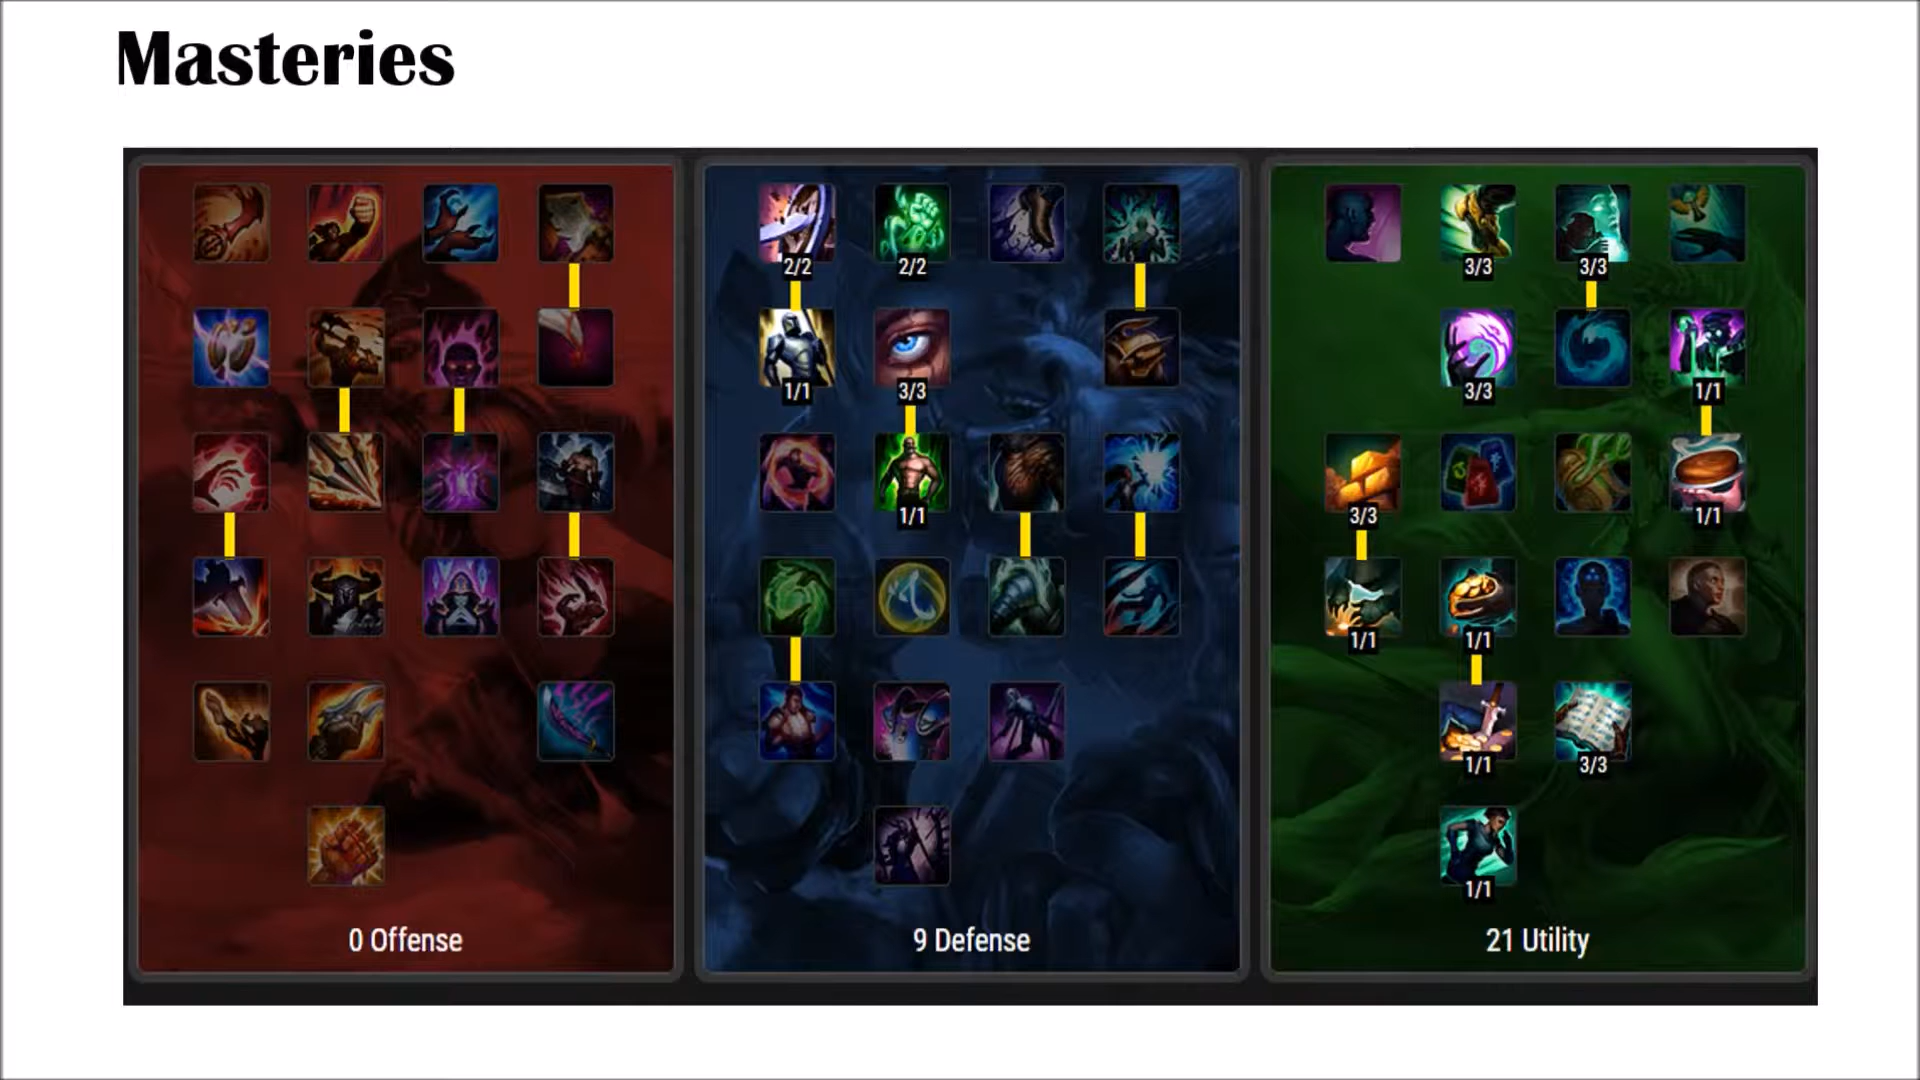 Masteries
2/2 2/2 3/3 3/3
1/1 3/3 3/3 1/1
1/1 3/3 1/1
1/1 1/1
1/1 3/3
1/1
0 Offense 9 Defense 21 Utility